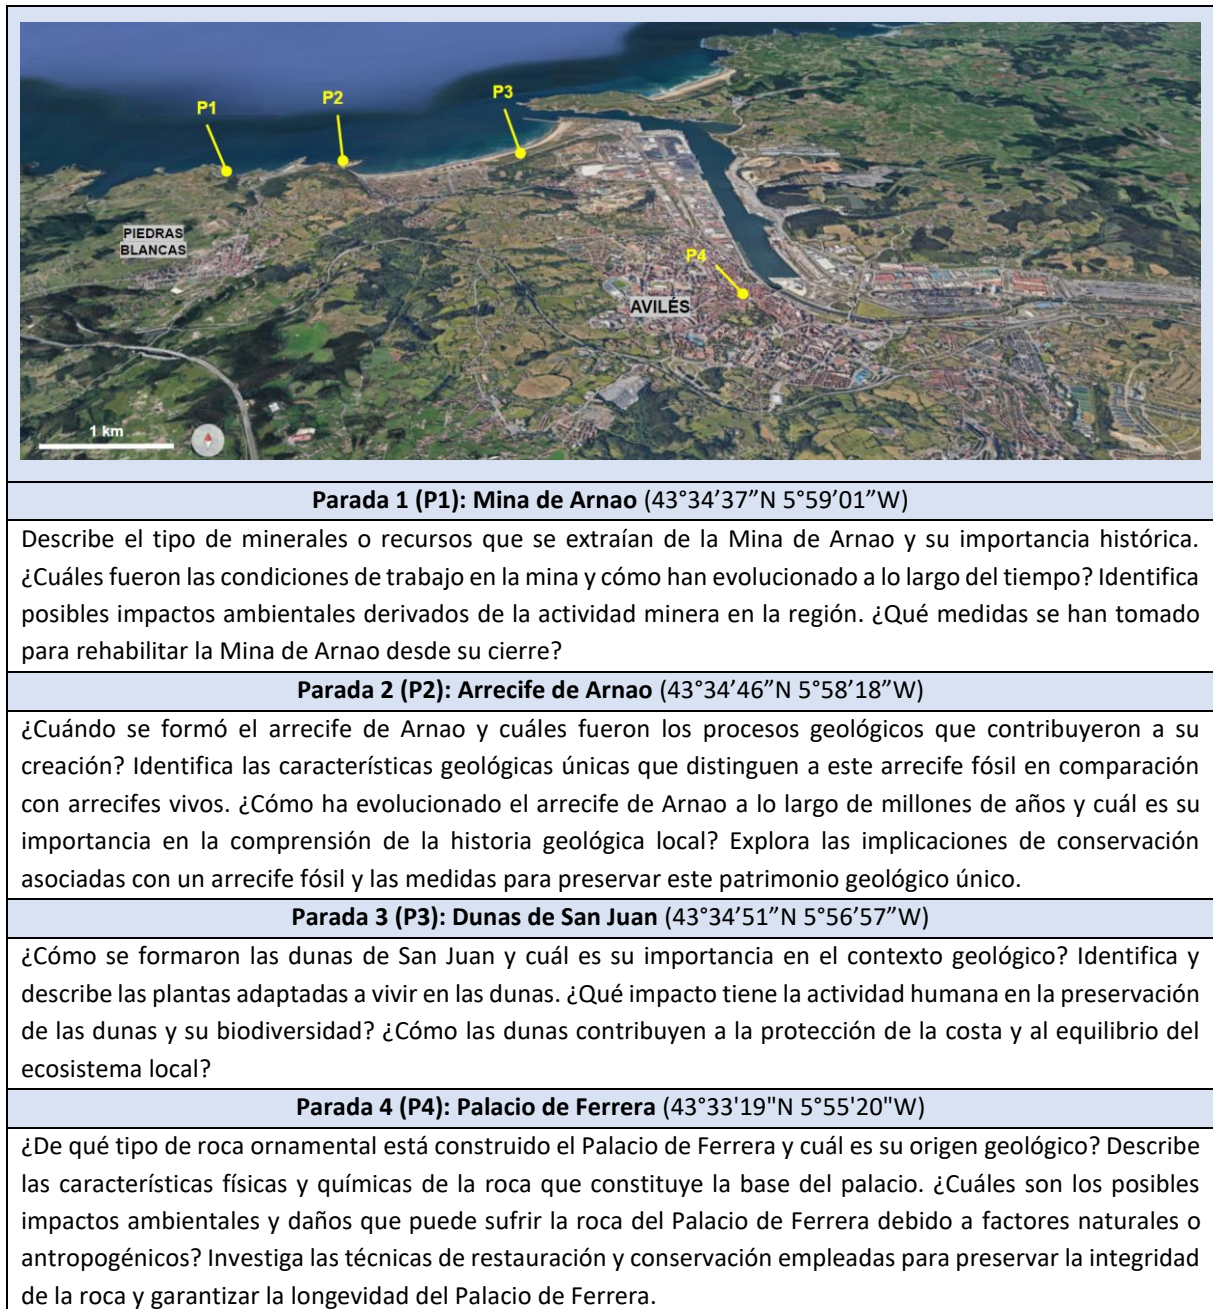 P1
P2
P3
PIEDRAS
BLANCAS
P4
AVILÉS
1 km
Parada 1 (P1): Mina de Arnao (43°34’37”N 5°59’01”W)
Describe el tipo de minerales o recursos que se extraían de la Mina de Arnao y su importancia histórica.
¿Cuáles fueron las condiciones de trabajo en la mina y cómo han evolucionado a lo largo del tiempo? Identifica
posibles impactos ambientales derivados de la actividad minera en la región. ¿Qué medidas se han tomado
para rehabilitar la Mina de Arnao desde su cierre?
Parada 2 (P2): Arrecife de Arnao (43°34’46”N 5°58’18”W)
¿Cuándo se formó el arrecife de Arnao y cuáles fueron los procesos geológicos que contribuyeron a su
creación? Identifica las características geológicas únicas que distinguen a este arrecife fósil en comparación
con arrecifes vivos. ¿Cómo ha evolucionado el arrecife de Arnao a lo largo de millones de años y cuál es su
importancia en la comprensión de la historia geológica local? Explora las implicaciones de conservación
asociadas con un arrecife fósil y las medidas para preservar este patrimonio geológico único.
Parada 3 (P3): Dunas de San Juan (43°34’51”N 5°56’57”W)
¿Cómo se formaron las dunas de San Juan y cuál es su importancia en el contexto geológico? Identifica y
describe las plantas adaptadas a vivir en las dunas. ¿Qué impacto tiene la actividad humana en la preservación
de las dunas y su biodiversidad? ¿Cómo las dunas contribuyen a la protección de la costa y al equilibrio del
ecosistema local?
Parada 4 (P4): Palacio de Ferrera (43°33'19"N 5°55'20"W)
¿De qué tipo de roca ornamental está construido el Palacio de Ferrera y cuál es su origen geológico? Describe
las características físicas y químicas de la roca que constituye la base del palacio. ¿Cuáles son los posibles
impactos ambientales y daños que puede sufrir la roca del Palacio de Ferrera debido a factores naturales o
antropogénicos? Investiga las técnicas de restauración y conservación empleadas para preservar la integridad
de la roca y garantizar la longevidad del Palacio de Ferrera.